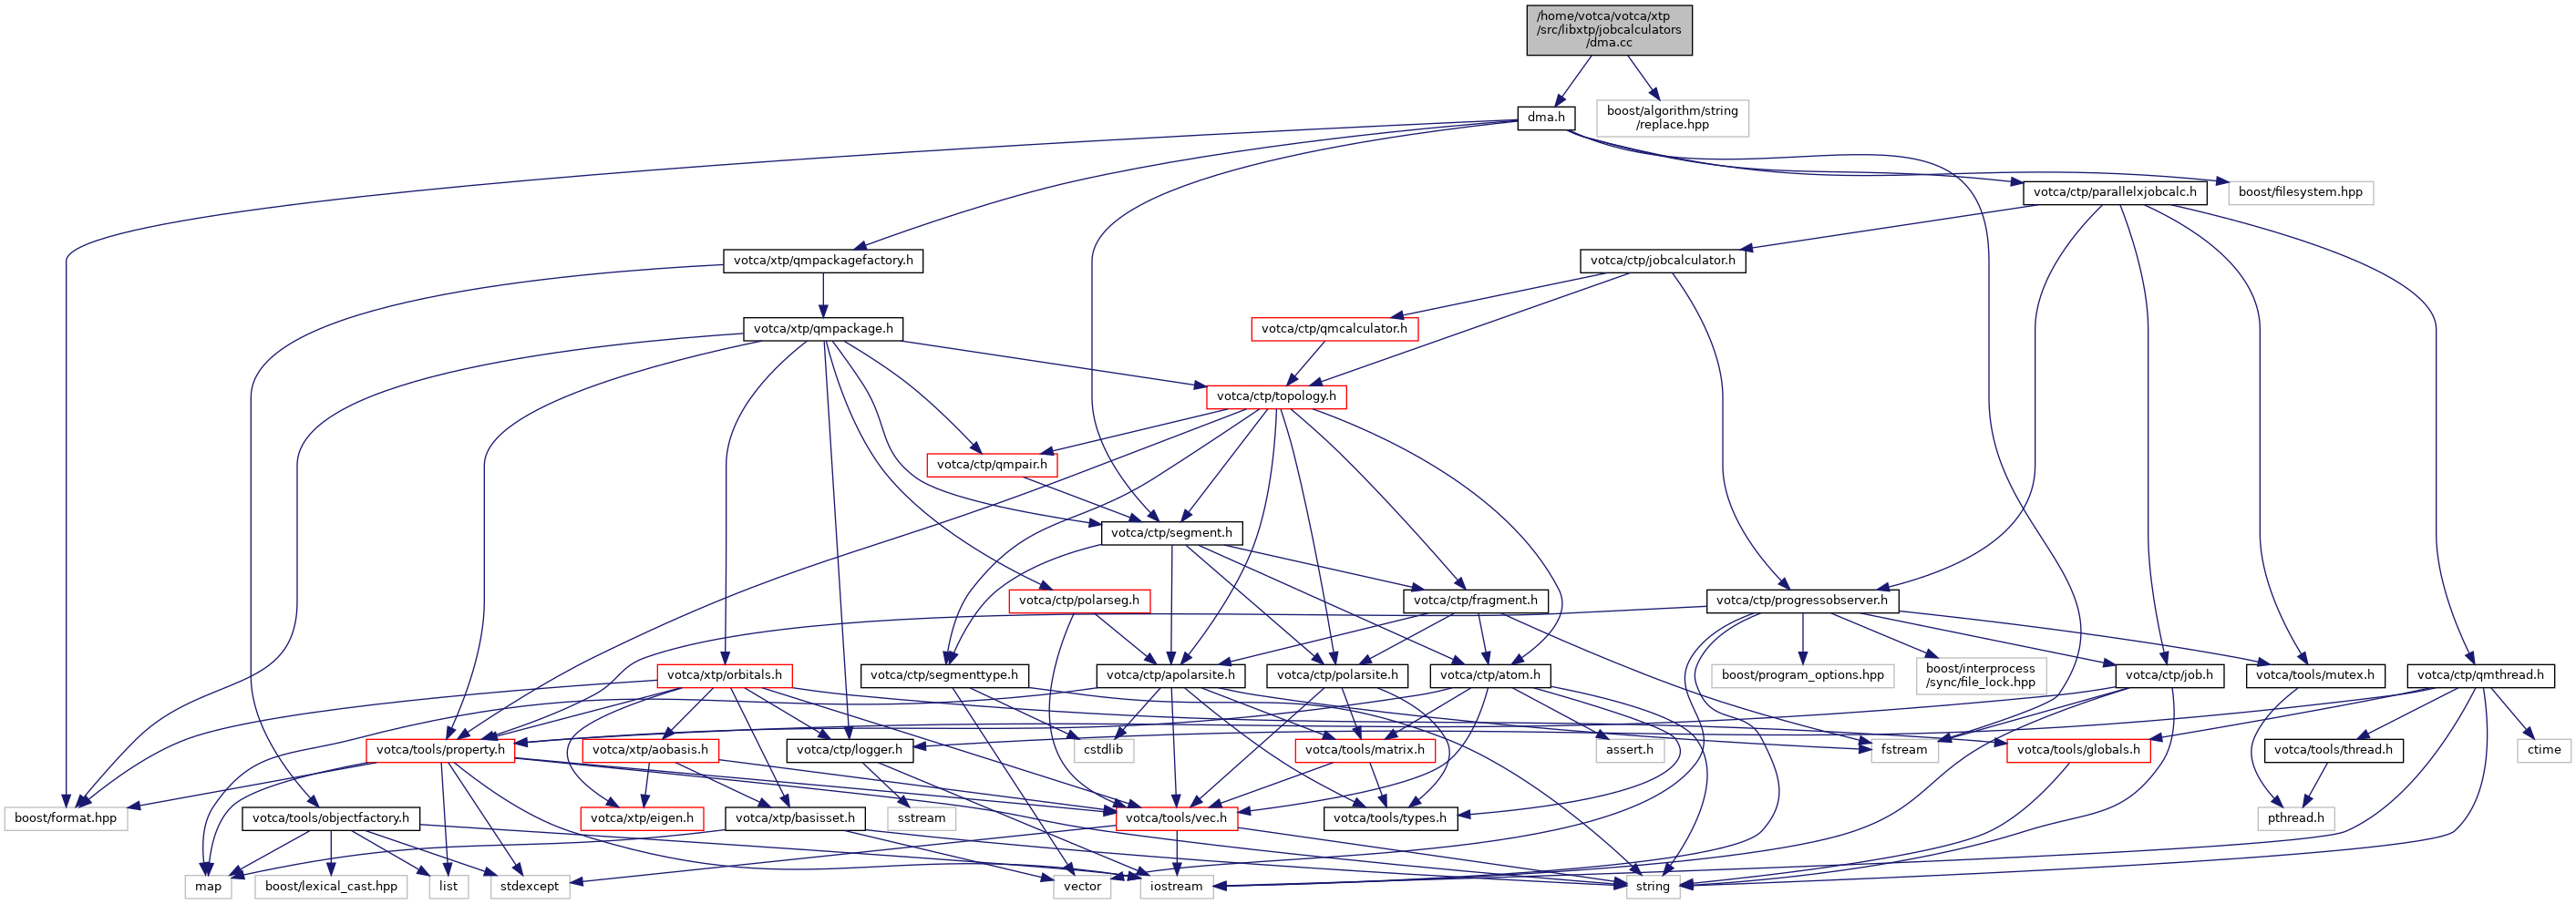 /home/votca/votca/xtp
/src/libxtp/jobcalculators
/dma.cc
dma.h
boost/algorithm/string
/replace.hpp
votca/ctp/parallelxjobcalc.h
boost/filesystem.hpp
votca/xtp/qmpackagefactory.h
votca/ctp/jobcalculator.h
votca/xtp/qmpackage.h
votca/ctp/qmcalculator.h
votca/ctp/topology.h
votca/ctp/qmpair.h
votca/ctp/segment.h
votca/ctp/polarseg.h
votca/ctp/fragment.h
votca/ctp/progressobserver.h
votca/xtp/orbitals.h
votca/ctp/segmenttype.h
votca/ctp/apolarsite.h
votca/ctp/polarsite.h
votca/ctp/atom.h
boost/program_options.hpp
boost/interprocess
/sync/file_lock.hpp
votca/ctp/job.h
votca/tools/mutex.h
votca/ctp/qmthread.h
votca/tools/property.h
votca/xtp/aobasis.h
votca/ctp/logger.h
cstdlib
votca/tools/matrix.h
assert.h
fstream
votca/tools/globals.h
votca/tools/thread.h
ctime
boost/format.hpp
votca/tools/objectfactory.h
votca/xtp/eigen.h
votca/xtp/basisset.h
sstream
votca/tools/vec.h
votca/tools/types.h
pthread.h
map
boost/lexical_cast.hpp
list
stdexcept
vector
iostream
string